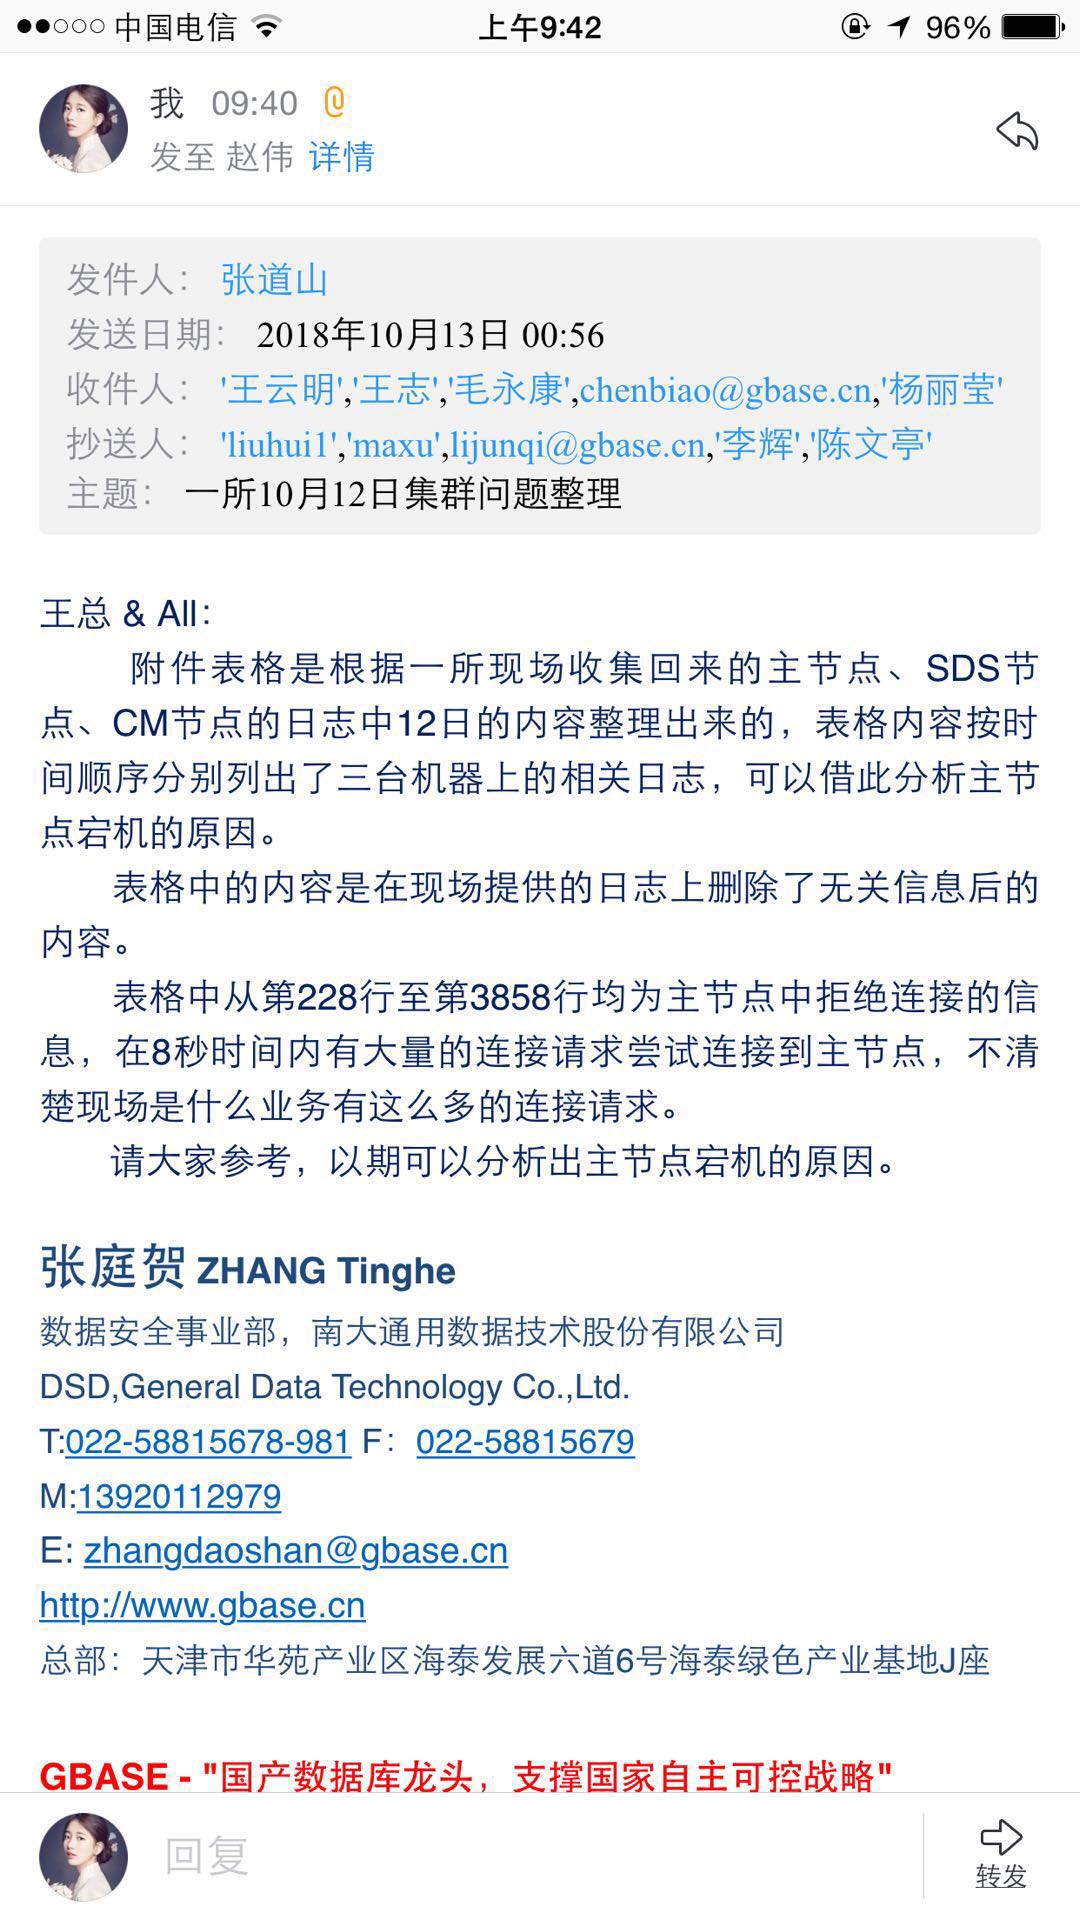 中国电信 上午9:42 96%
我 09:40
发至 赵伟 详情
发件人： 张道山
发送日期： 2018年10月13日 00:56
收件人： '王云明','王志','毛永康',chenbiao@gbase.cn,'杨丽莹'
抄送人： 'liuhui1','maxu',lijunqi@gbase.cn,'李辉','陈文亭'
主题： 一所10月12日集群问题整理
王总 & All：
附件表格是根据一所现场收集回来的主节点、SDS节
点、CM节点的日志中12日的内容整理出来的，表格内容按时
间顺序分别列出了三台机器上的相关日志，可以借此分析主节
点宕机的原因。
表格中的内容是在现场提供的日志上删除了无关信息后的
内容。
表格中从第228行至第3858行均为主节点中拒绝连接的信
息，在8秒时间内有大量的连接请求尝试连接到主节点，不清
楚现场是什么业务有这么多的连接请求。
请大家参考，以期可以分析出主节点宕机的原因。
张庭贺 ZHANG Tinghe
数据安全事业部，南大通用数据技术股份有限公司
DSD,General Data Technology Co.,Ltd.
T:022-58815678-981 F：022-58815679
M:13920112979
E: zhangdaoshan@gbase.cn
http://www.gbase.cn
总部：天津市华苑产业区海泰发展六道6号海泰绿色产业基地J座
GBASE - "国产数据库龙头，支撑国家自主可控战略"
回复
转发